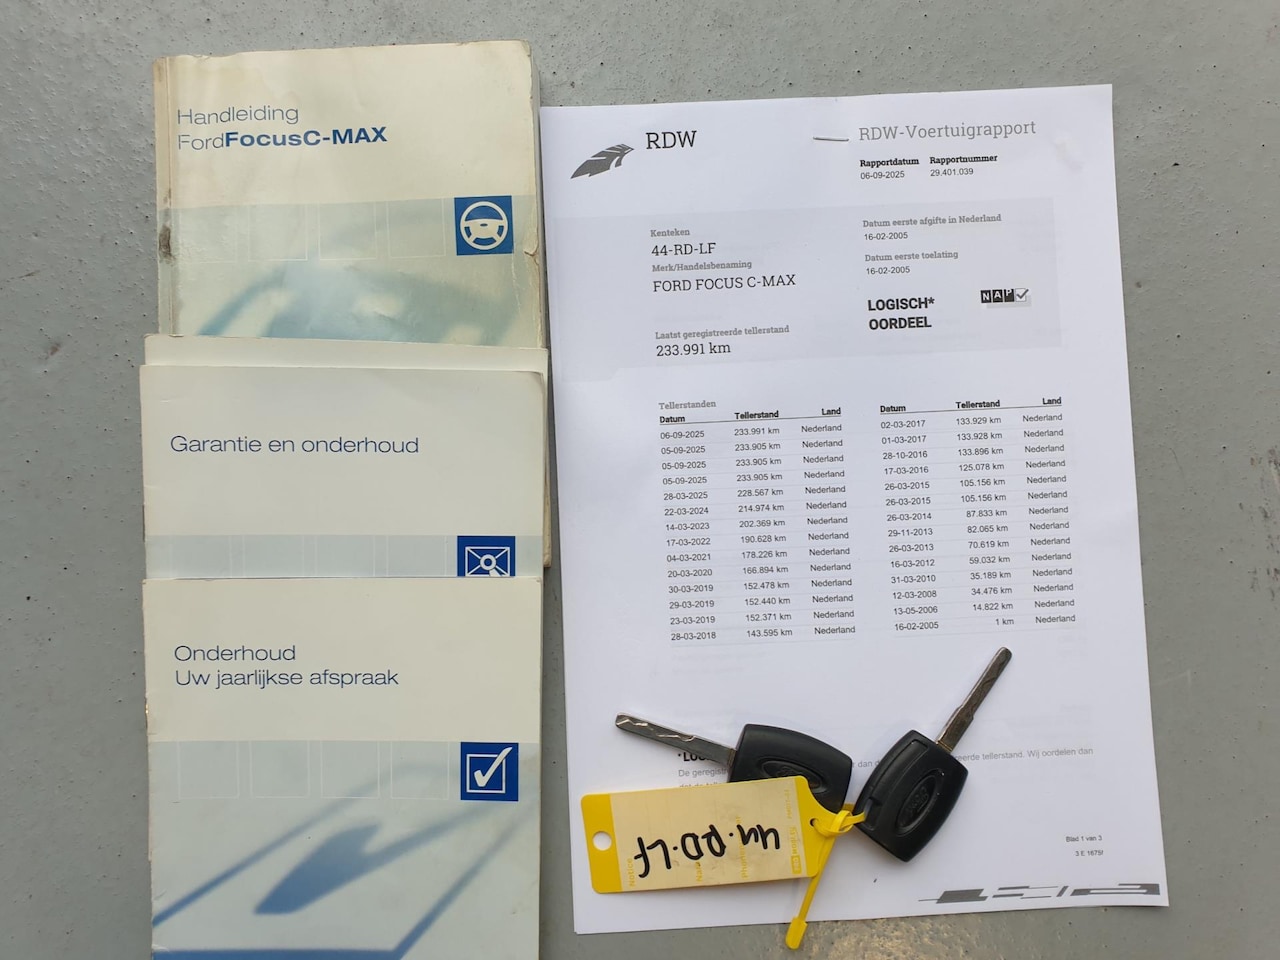 Handleiding
FordFocusC-MAX
Garantie en onderhoud
Onderhoud
Uw jaarlijkse afspraak
RDW
RDW-Voertuigrapport
Rapportdatum Rapportnummer
06-09-2025 29.401.039
Kenteken
44-RD-LF
Merk/Handelsbenaming
FORD FOCUS C-MAX
Laatst geregistreerde tellerstand
233.991 km
Datum eerste afgifte in Nederland
16-02-2005
Datum eerste toelating
16-02-2005
LOGISCH*
OORDEEL
NAP
Tellerstanden
Datum Tellerstand Land
06-09-2025 233.991 km Nederland
05-09-2025 233.905 km Nederland
05-09-2025 233.905 km Nederland
05-09-2025 233.905 km Nederland
28-03-2025 228.567 km Nederland
22-03-2024 214.974 km Nederland
14-03-2023 202.369 km Nederland
17-03-2022 190.628 km Nederland
04-03-2021 178.226 km Nederland
20-03-2020 166.894 km Nederland
30-03-2019 152.478 km Nederland
29-03-2019 152.440 km Nederland
23-03-2019 152.371 km Nederland
28-03-2018 143.595 km Nederland
Datum Tellerstand Land
02-03-2017 133.929 km Nederland
01-03-2017 133.928 km Nederland
28-10-2016 133.896 km Nederland
17-03-2016 125.078 km Nederland
26-03-2015 105.156 km Nederland
26-03-2015 105.156 km Nederland
26-03-2014 87.833 km Nederland
29-11-2013 82.065 km Nederland
26-03-2013 70.619 km Nederland
16-03-2012 59.032 km Nederland
31-03-2010 35.189 km Nederland
12-03-2008 34.476 km Nederland
13-05-2006 14.822 km Nederland
16-02-2005 1 km Nederland
De dan tellerstand. Wij oordelen dan
44-RD-LF
Blad 1 van 3